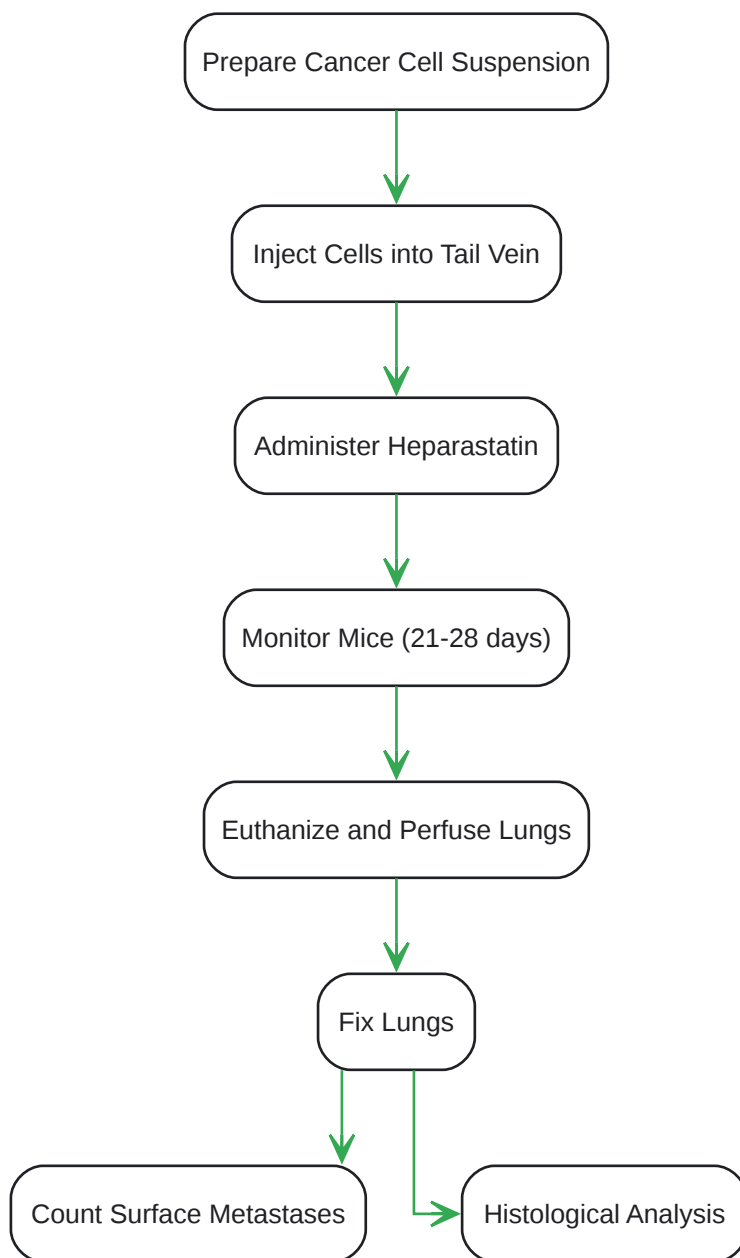 Prepare Cancer Cell Suspension
Inject Cells into Tail Vein
Administer Heparastatin
Monitor Mice (21-28 days)
Euthanize and Perfuse Lungs
Fix Lungs
Count Surface Metastases
Histological Analysis